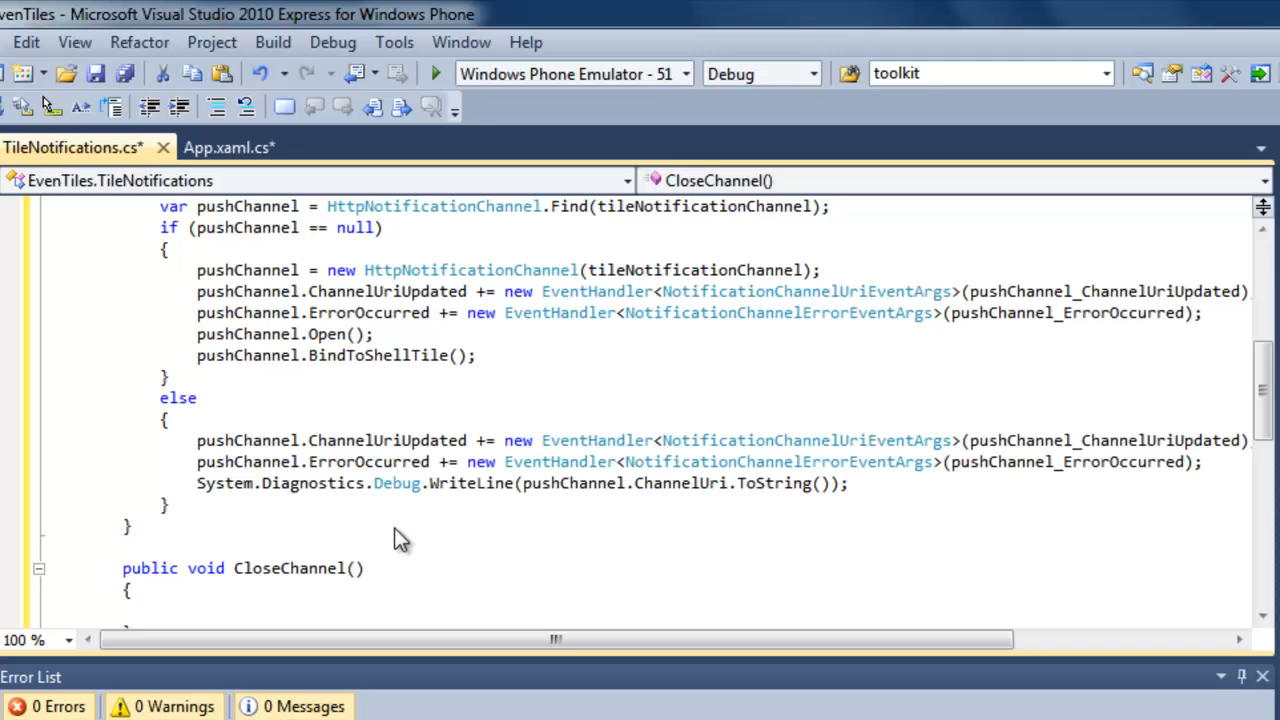 venTiles - Microsoft Visual Studio 2010 Express for Windows Phone
Edit View Refactor Project Build Debug Tools Window Help
Windows Phone Emulator - 51 Debug toolkit
TileNotifications.cs* App.xaml.cs*
EvenTiles.TileNotifications CloseChannel()
var pushChannel = HttpNotificationChannel.Find(tileNotificationChannel);
if (pushChannel == null)
{
pushChannel = new HttpNotificationChannel(tileNotificationChannel);
pushChannel.ChannelUriUpdated += new EventHandler<NotificationChannelUriEventArgs>(pushChannel_ChannelUriUpdated)
pushChannel.ErrorOccurred += new EventHandler<NotificationChannelErrorEventArgs>(pushChannel_ErrorOccurred);
pushChannel.Open();
pushChannel.BindToShellTile();
}
else
{
pushChannel.ChannelUriUpdated += new EventHandler<NotificationChannelUriEventArgs>(pushChannel_ChannelUriUpdated)
pushChannel.ErrorOccurred += new EventHandler<NotificationChannelErrorEventArgs>(pushChannel_ErrorOccurred);
System.Diagnostics.Debug.WriteLine(pushChannel.ChannelUri.ToString());
}
}
public void CloseChannel()
{
100 %
Error List
0 Errors 0 Warnings 0 Messages